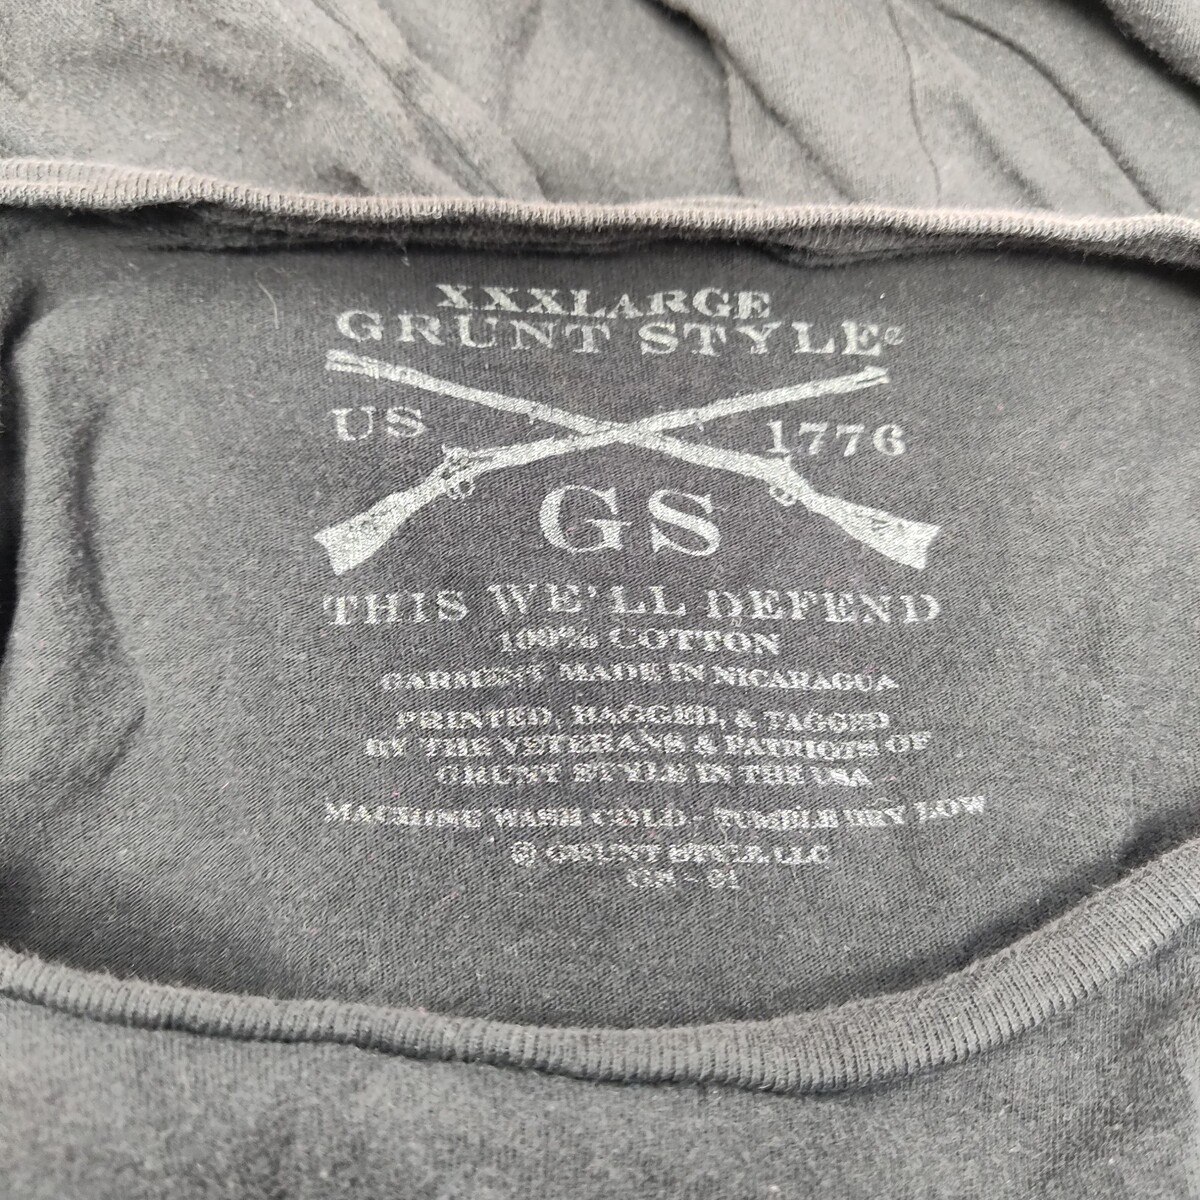 XXXLARGE
GRUNT STYLE
US 1776
GS
THIS WE'LL DEFEND
100% COTTON
GARMENT MADE IN NICARAGUA
PRINTED, BAGGED, & TAGGED
BY THE VETERANS & PATRIOTS OF
GRUNT STYLE IN THE USA
MACHINE WASH COLD - TUMBLE DRY LOW
© GRUNT STYLE, LLC